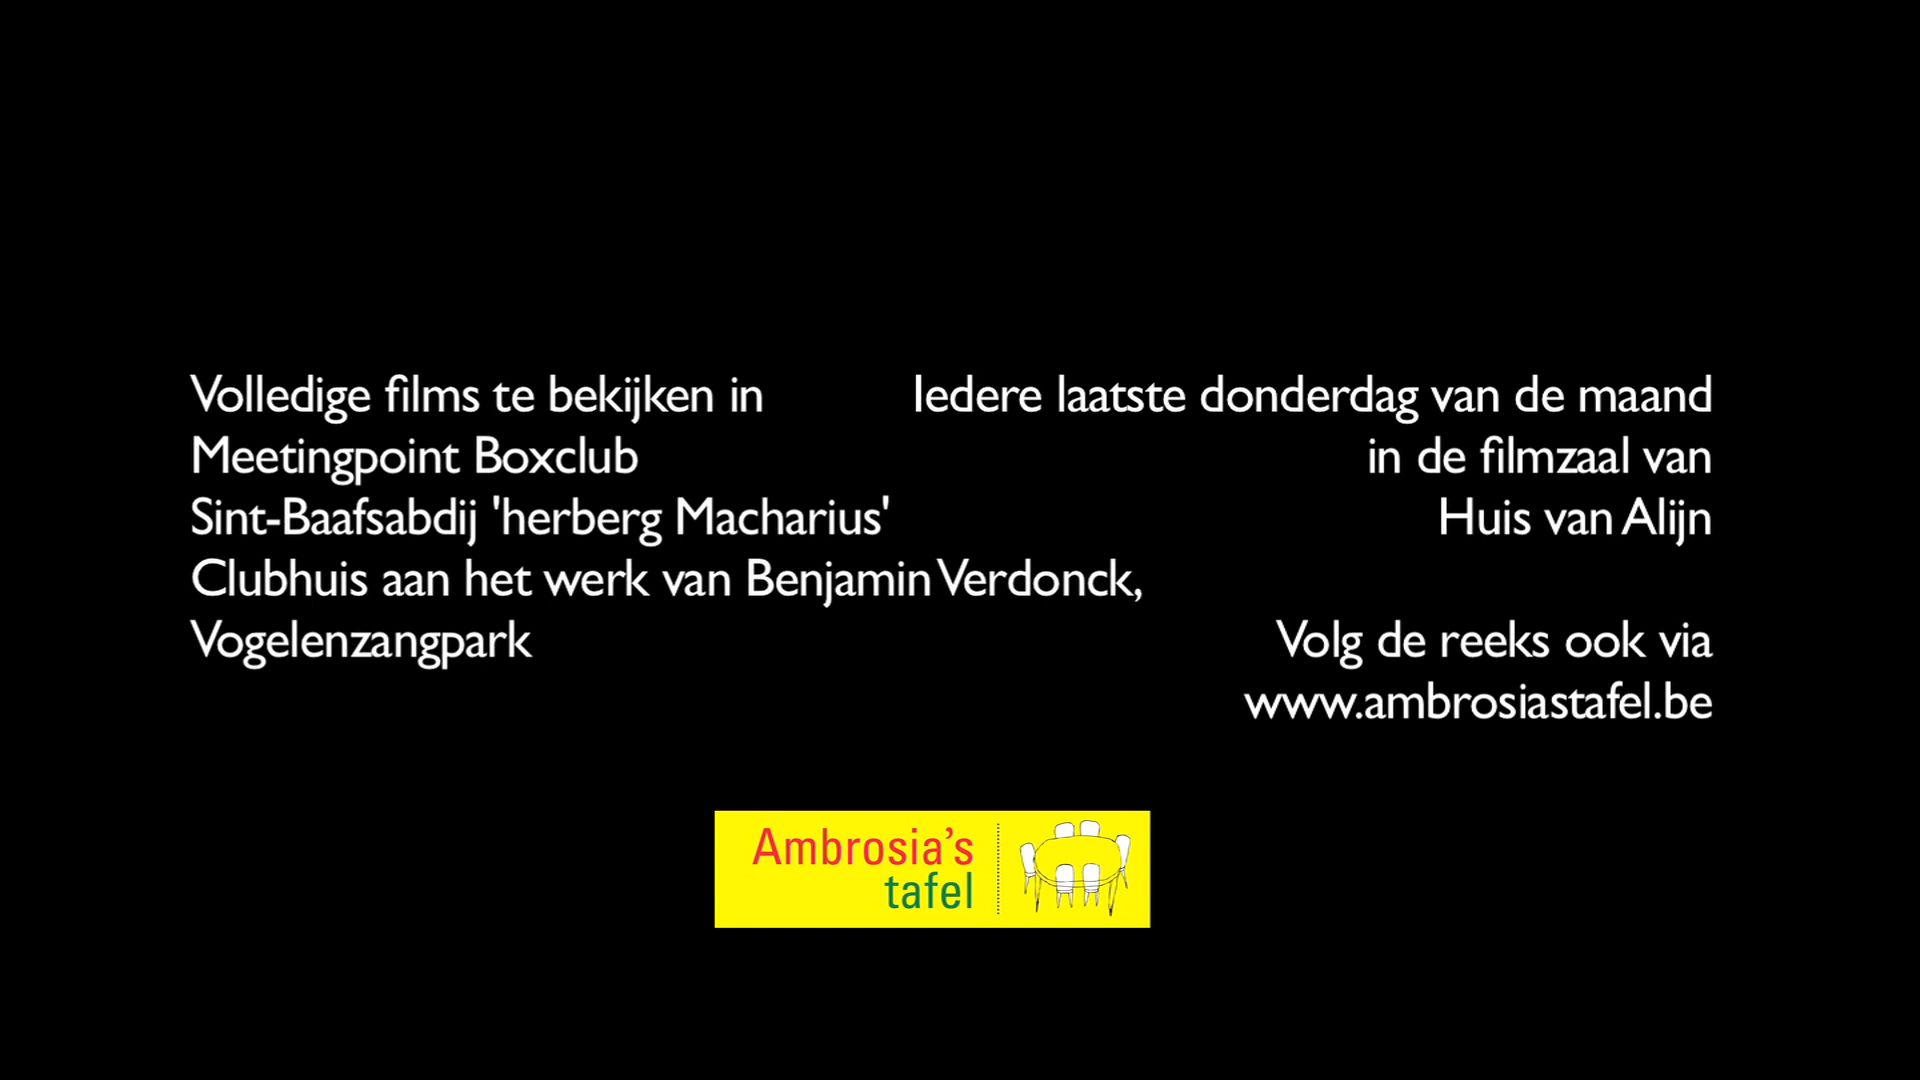 Volledige films te bekijken in
Meetingpoint Boxclub
Sint-Baafsabdij 'herberg Macharius'
Clubhuis aan het werk van Benjamin Verdonck,
Vogelenzangpark
Iedere laatste donderdag van de maand
in de filmzaal van
Huis van Alijn
Volg de reeks ook via
www.ambrosiastafel.be
Ambrosia's
tafel